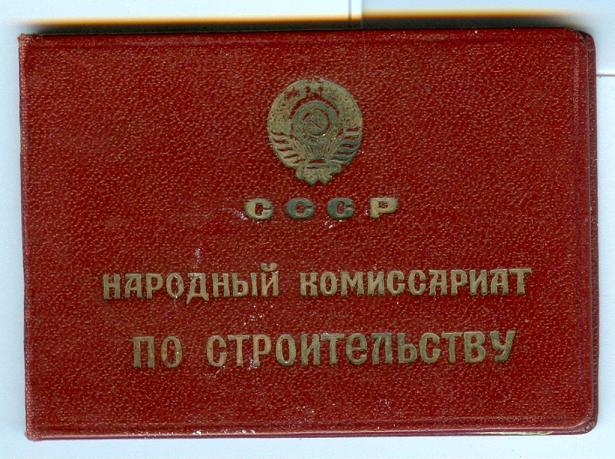 СССР
НАРОДНЫЙ КОМИССАРИАТ
ПО СТРОИТЕЛЬСТВУ